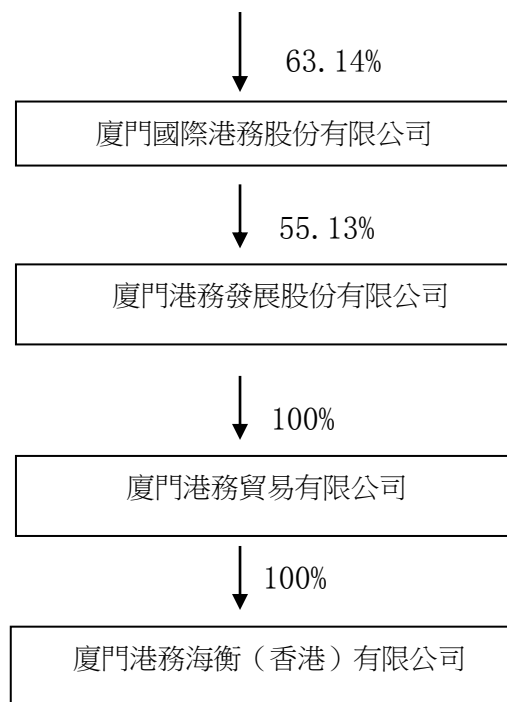 63.14%
廈門國際港務股份有限公司
55.13%
廈門港務發展股份有限公司
100%
廈門港務貿易有限公司
100%
廈門港務海衡（香港）有限公司